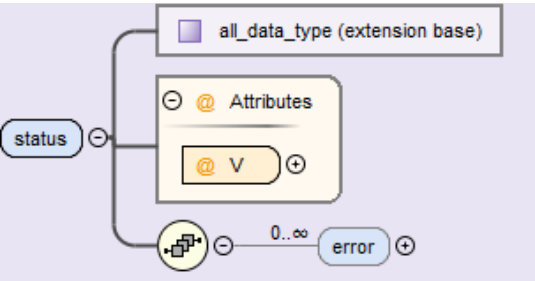 all_data_type (extension base)
@ Attributes
status
@ V
0..∞
error